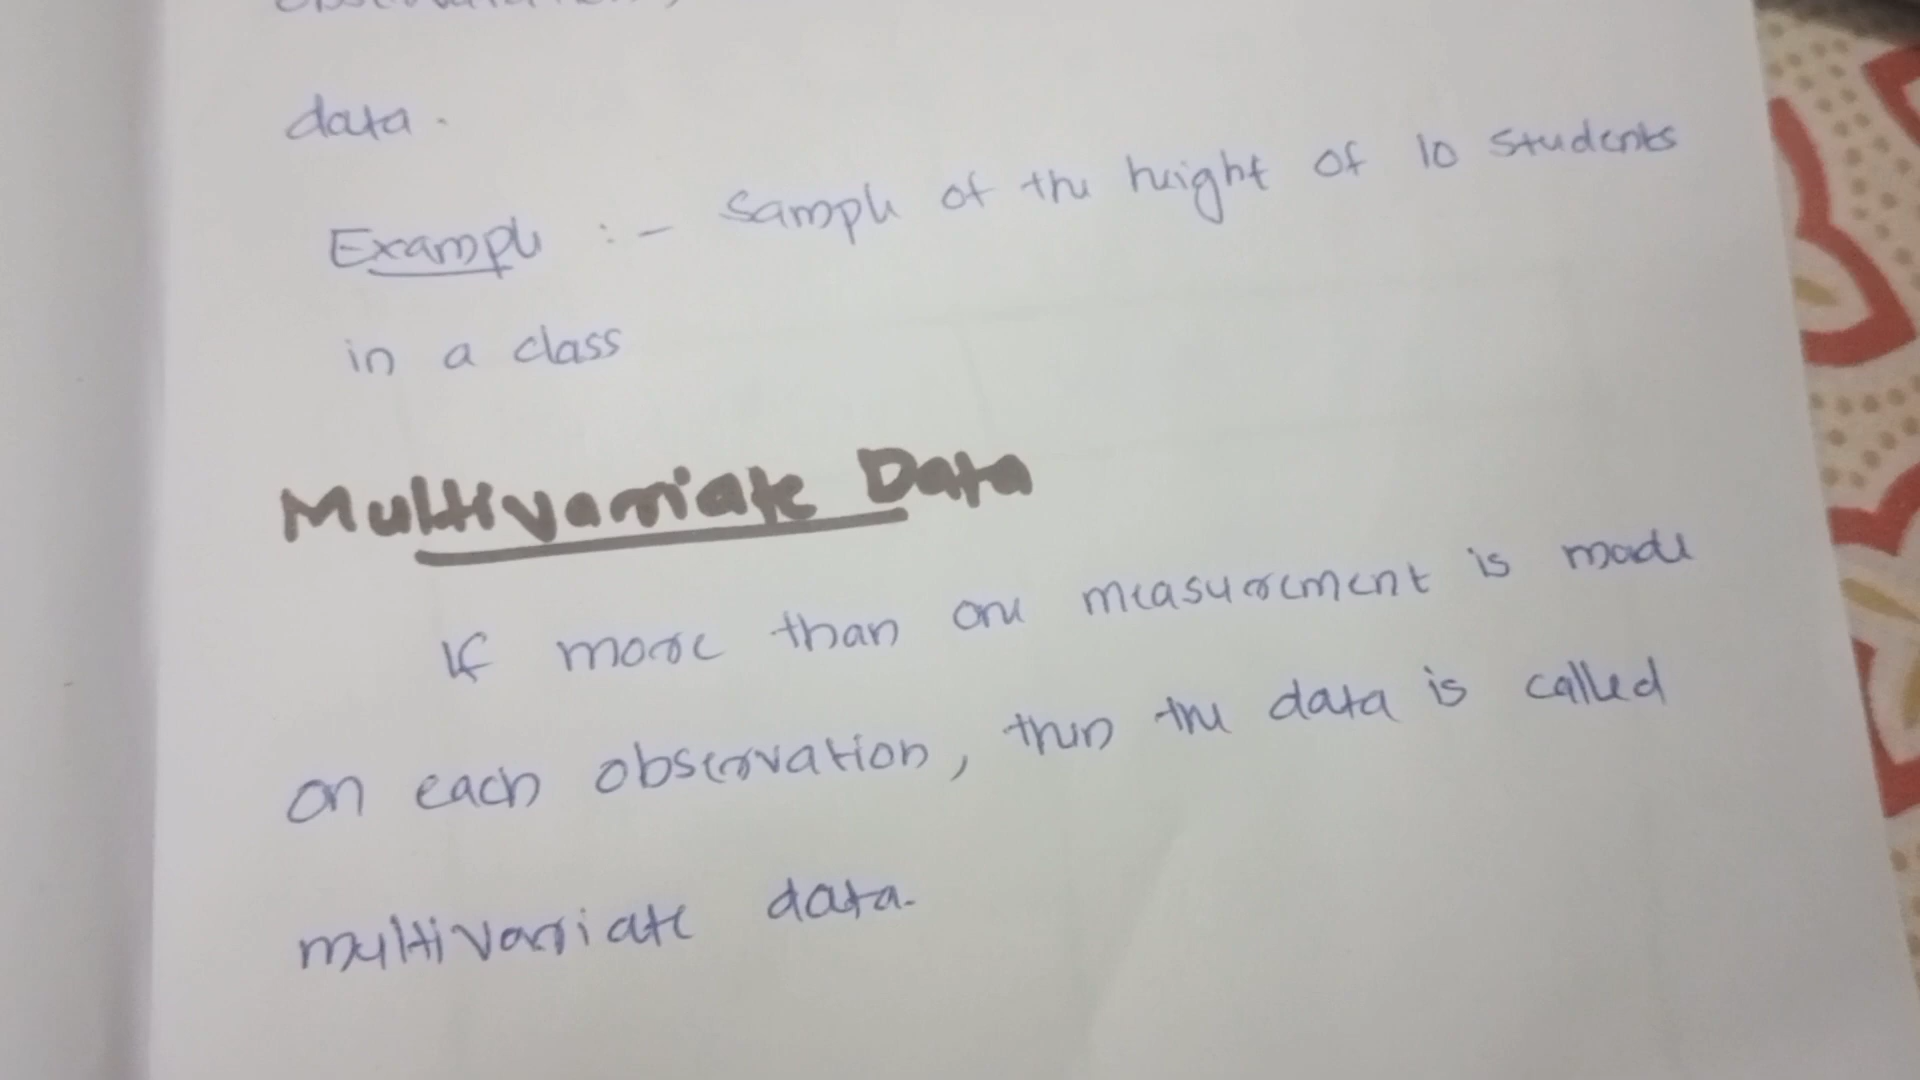 data.
Example :- Sample of the height of 10 students
in a class
Multivariate Data
If more than one measurement is made
on each observation, then the data is called
multivariate data.